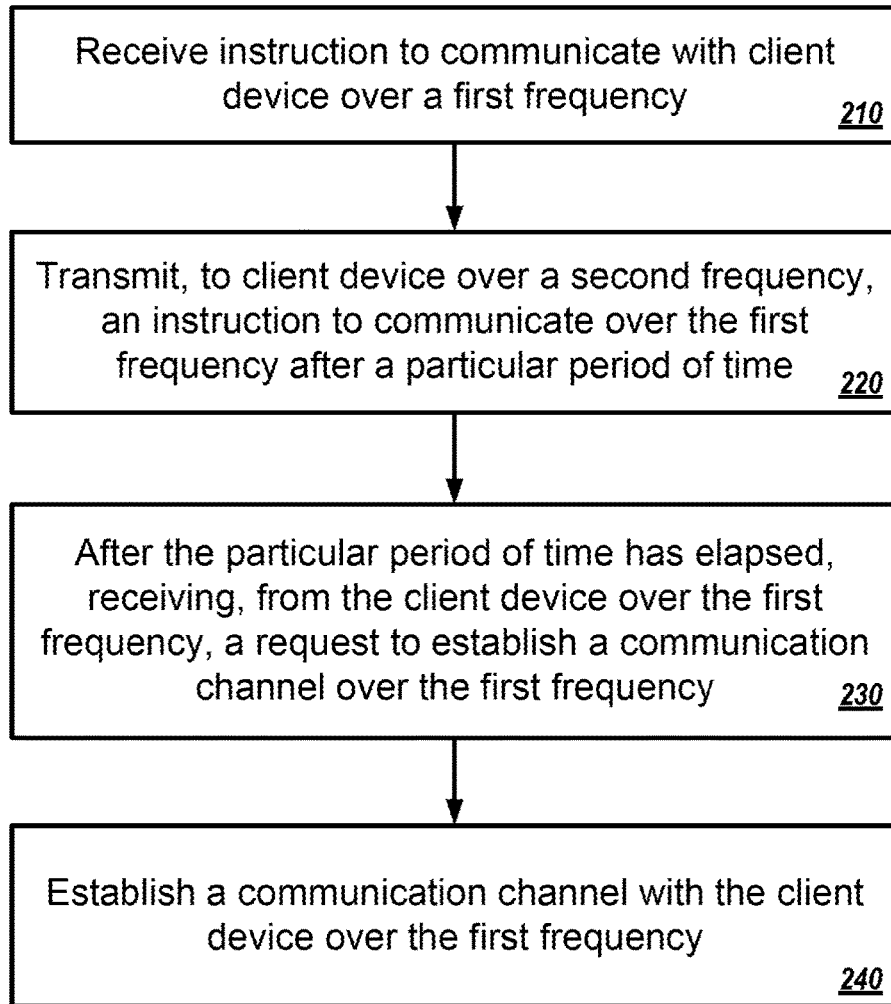 Receive instruction to communicate with client
device over a first frequency
210
Transmit, to client device over a second frequency,
an instruction to communicate over the first
frequency after a particular period of time
220
After the particular period of time has elapsed,
receiving, from the client device over the first
frequency, a request to establish a communication
channel over the first frequency
230
Establish a communication channel with the client
device over the first frequency
240